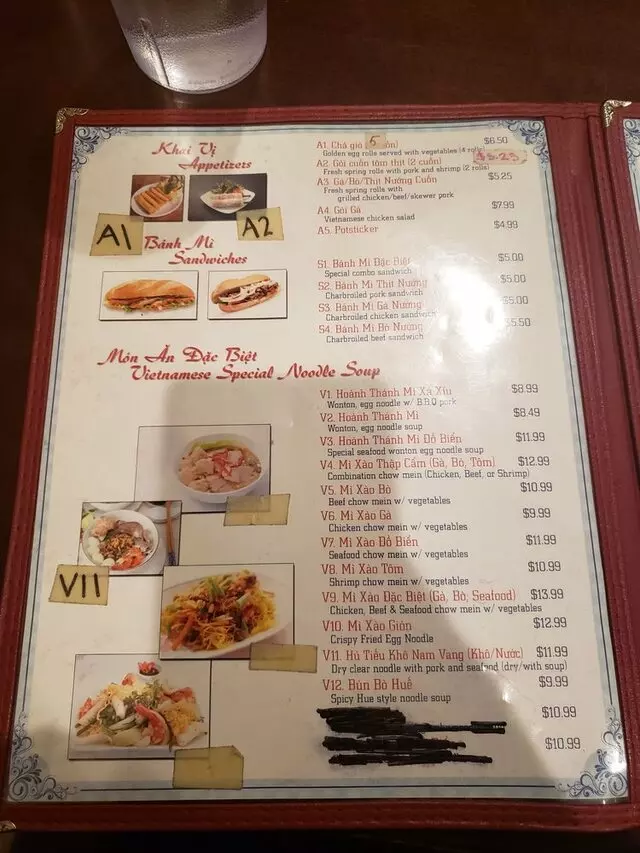 Khai Vị
Appetizers
A1
A2
A1. Chả giò 5
$6.50
Golden egg rolls served with vegetables (4 rolls)
$5.25
A2. Gỏi cuốn tôm thịt (2 cuốn)
Fresh spring rolls with pork and shrimp (2 rolls)
A3. Gà/Bò/Thịt Nướng Cuốn
$5.25
Fresh spring rolls with
grilled chicken/beef/skewer pork
A4. Gỏi Gà
$7.99
Vietnamese chicken salad
A5. Potsticker
$4.99
Bánh Mì
Sandwiches
S1. Bánh Mì Đặc Biệt
$5.00
Special combo sandwich
S2. Bánh Mì Thịt Nướng
$5.00
Charbroiled pork sandwich
S3. Bánh Mì Gà Nướng
$5.00
Charbroiled chicken sandwich
S4. Bánh Mì Bò Nướng
$5.50
Charbroiled beef sandwich
Món Ăn Đặc Biệt
Vietnamese Special Noodle Soup
V11
V1. Hoành Thánh Mì Xá Xíu
$8.99
Wonton, egg noodle w/ B.B.Q pork
V2. Hoành Thánh Mì
$8.49
Wonton, egg noodle soup
V3. Hoành Thánh Mì Đồ Biển
$11.99
Special seafood wonton egg noodle soup
V4. Mì Xào Thập Cẩm (Gà, Bò, Tôm)
$12.99
Combination chow mein (Chicken, Beef, or Shrimp)
V5. Mì Xào Bò
$10.99
Beef chow mein w/ vegetables
V6. Mì Xào Gà
$9.99
Chicken chow mein w/ vegetables
V7. Mì Xào Đồ Biển
$11.99
Seafood chow mein w/ vegetables
V8. Mì Xào Tôm
$10.99
Shrimp chow mein w/ vegetables
V9. Mì Xào Đặc Biệt (Gà, Bò, Seafood)
$13.99
Chicken, Beef & Seafood chow mein w/ vegetables
V10. Mì Xào Giòn
$12.99
Crispy Fried Egg Noodle
V11. Hủ Tiếu Khô Nam Vang (Khô/Nước)
$11.99
Dry clear noodle with pork and seafood (dry/with soup)
V12. Bún Bò Huế
$9.99
Spicy Hue style noodle soup
$10.99
$10.99